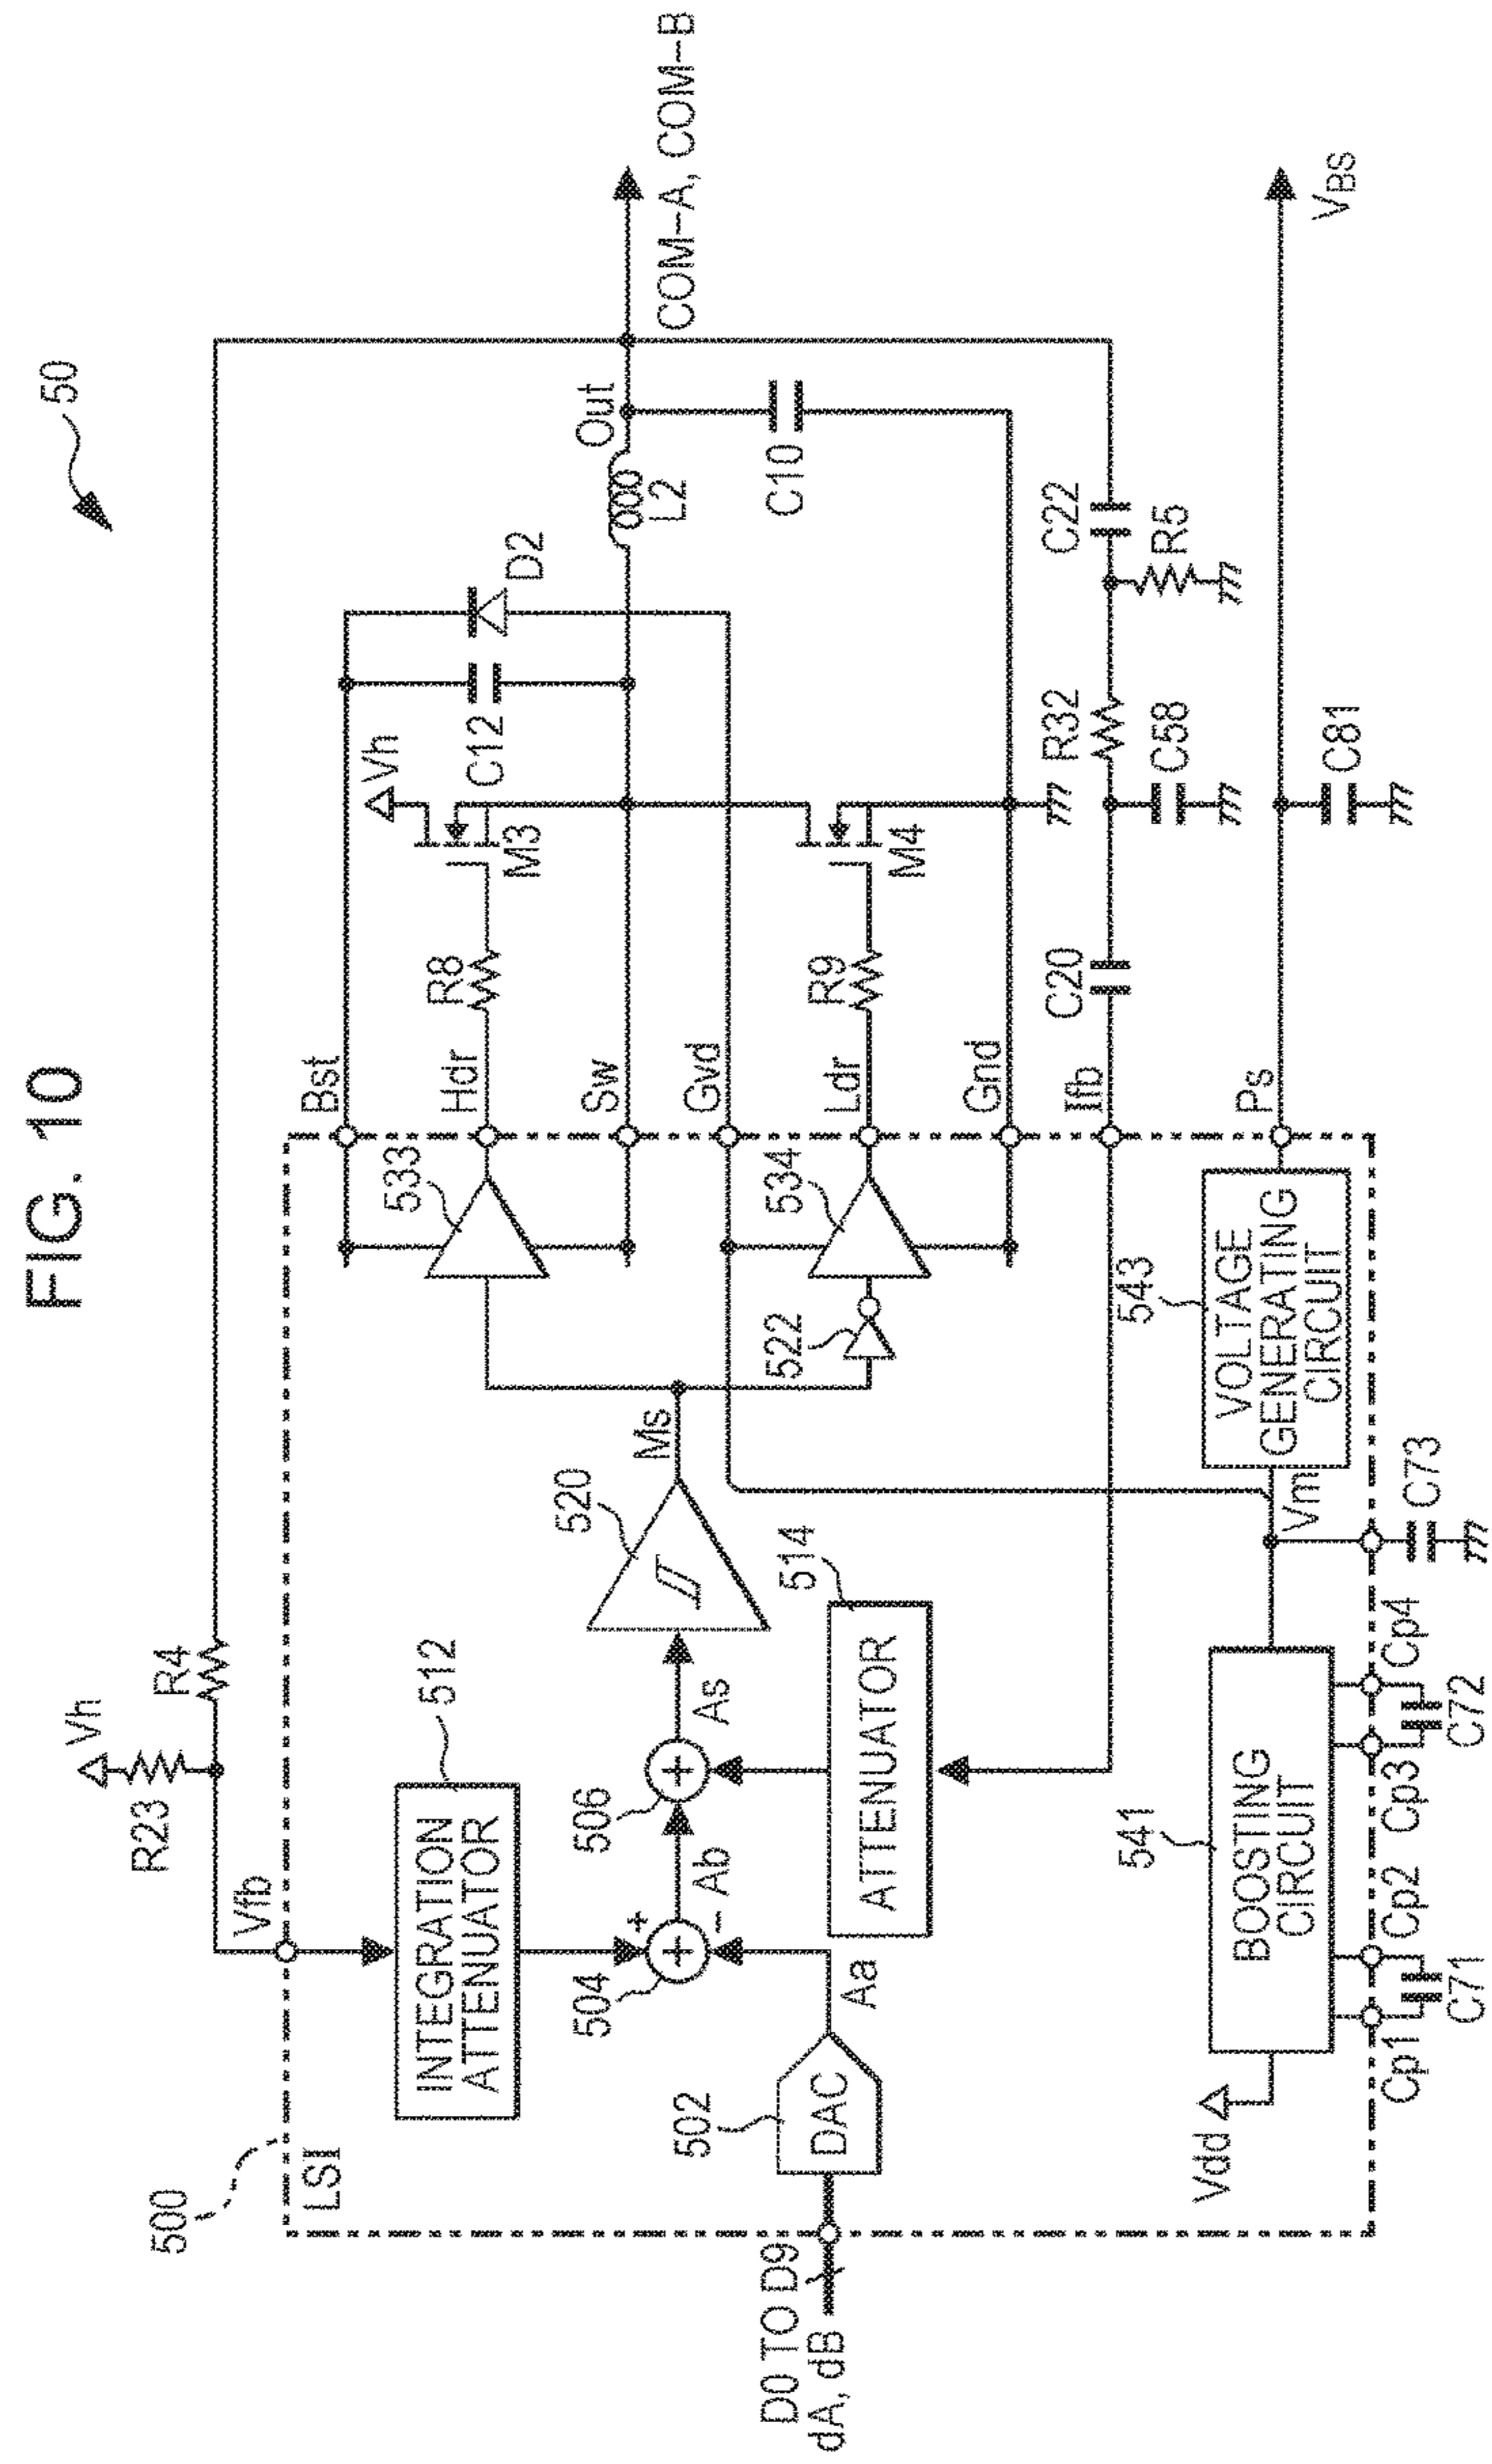 FIG. 10
50
500
LSI
Vh
R23
R4
Vfb
512
INTEGRATION
ATTENUATOR
504
+
−
Ab
506
As
520
Ms
502
DAC
Aa
D0 TO D9
dA, dB
514
ATTENUATOR
522
533
534
Bst
Hdr
Sw
Gvd
Ldr
Gnd
Ifb
Ps
R8
R9
M3
M4
Vh
C12
D2
L2
Out
C10
COM−A, COM−B
C20
R32
C58
C22
R5
C81
VBS
543
VOLTAGE
GENERATING
CIRCUIT
Vm
C73
541
BOOSTING
CIRCUIT
Vdd
Cp1
Cp2
Cp3
Cp4
C71
C72